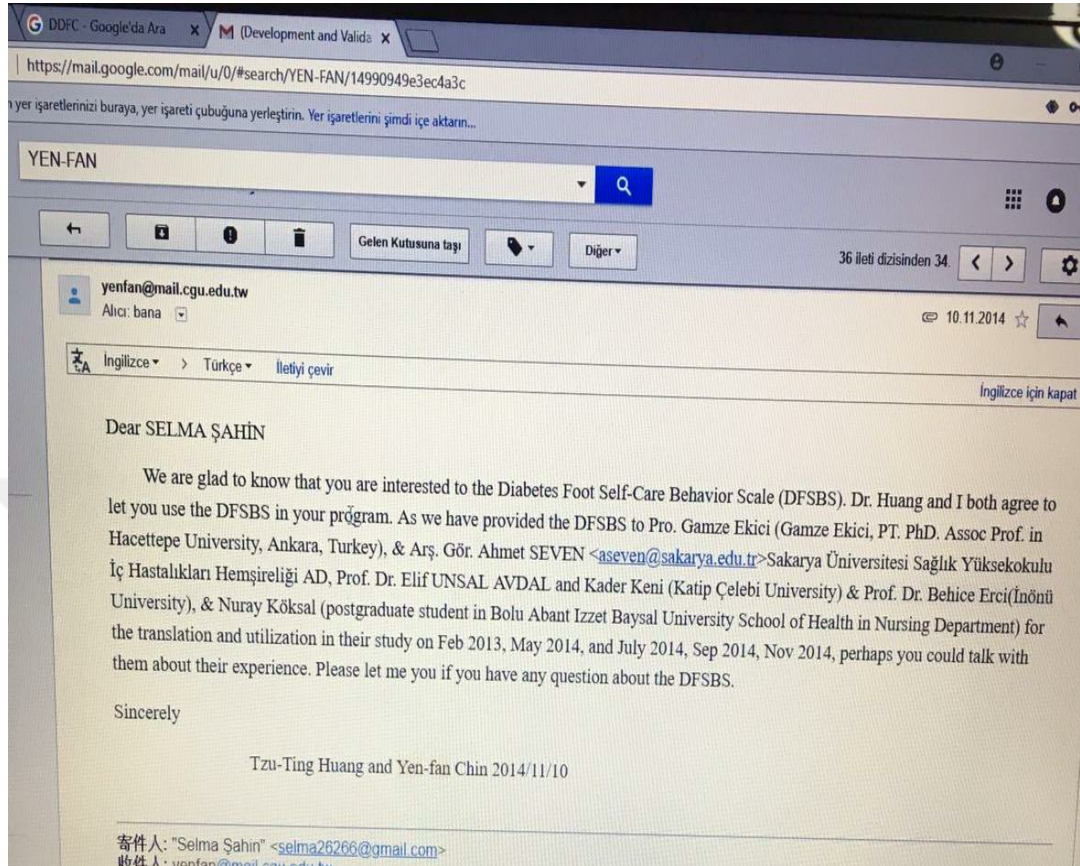 DDFC - Google'da Ara
(Development and Valida
https://mail.google.com/mail/u/0/#search/YEN-FAN/14990949e3ec4a3c
yer işaretlerinizi buraya, yer işareti çubuğuna yerleştirin. Yer işaretlerini şimdi içe aktarın...
YEN-FAN
Gelen Kutusuna taşı
Diğer
36 ileti dizisinden 34.
yenfan@mail.cgu.edu.tw
Alıcı: bana
10.11.2014
İngilizce > Türkçe İletiyi çevir
İngilizce için kapat
Dear SELMA ŞAHİN
We are glad to know that you are interested to the Diabetes Foot Self-Care Behavior Scale (DFSBS). Dr. Huang and I both agree to
let you use the DFSBS in your program. As we have provided the DFSBS to Pro. Gamze Ekici (Gamze Ekici, PT. PhD. Assoc Prof. in
Hacettepe University, Ankara, Turkey), & Arş. Gör. Ahmet SEVEN <aseven@sakarya.edu.tr>Sakarya Üniversitesi Sağlık Yüksekokulu
İç Hastalıkları Hemşireliği AD, Prof. Dr. Elif UNSAL AVDAL and Kader Keni (Katip Çelebi University) & Prof. Dr. Behice Erci(İnönü
University), & Nuray Köksal (postgraduate student in Bolu Abant Izzet Baysal University School of Health in Nursing Department) for
the translation and utilization in their study on Feb 2013, May 2014, and July 2014, Sep 2014, Nov 2014, perhaps you could talk with
them about their experience. Please let me you if you have any question about the DFSBS.
Sincerely
Tzu-Ting Huang and Yen-fan Chin 2014/11/10
寄件人: "Selma Şahin" <selma26266@gmail.com>
收件人: yenfan@mail.cgu.edu.tw